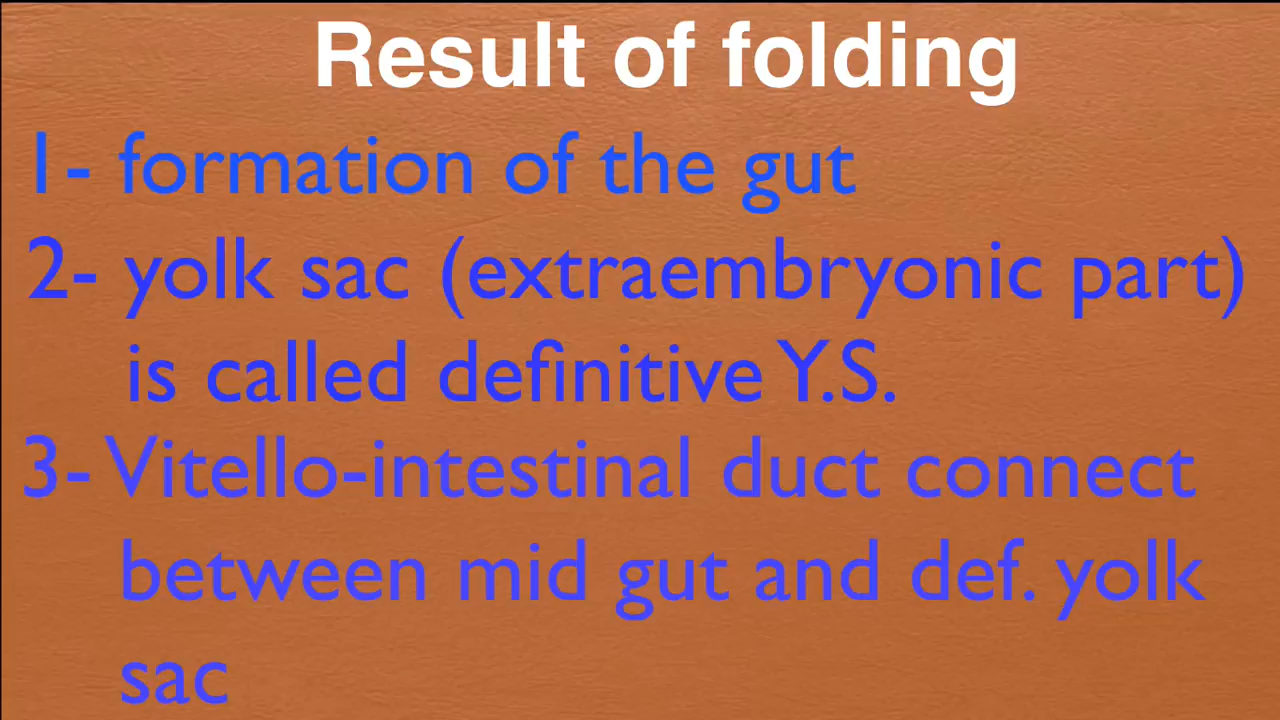 Result of folding
1- formation of the gut
2- yolk sac (extraembryonic part)
is called definitive Y.S.
3- Vitello-intestinal duct connect
between mid gut and def. yolk
sac